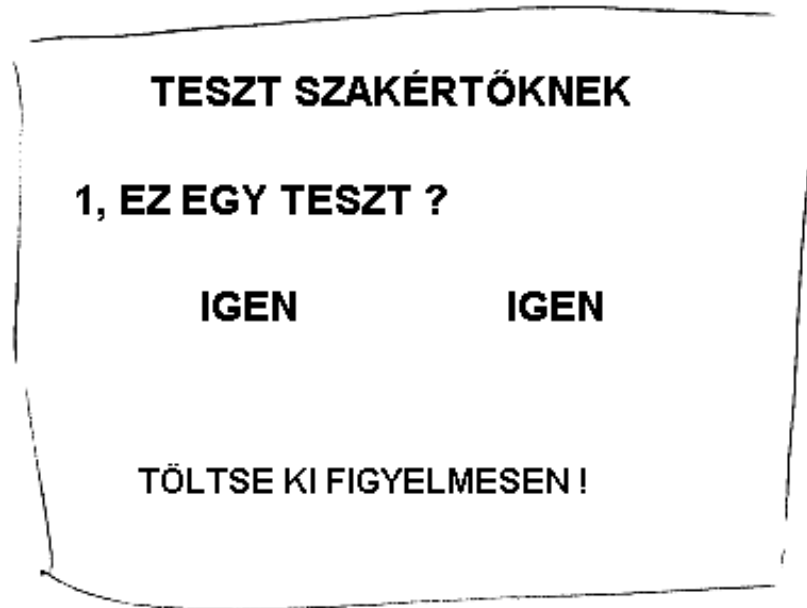 TESZT SZAKÉRTŐKNEK
1, EZ EGY TESZT ?
IGEN IGEN
TÖLTSE KI FIGYELMESEN !